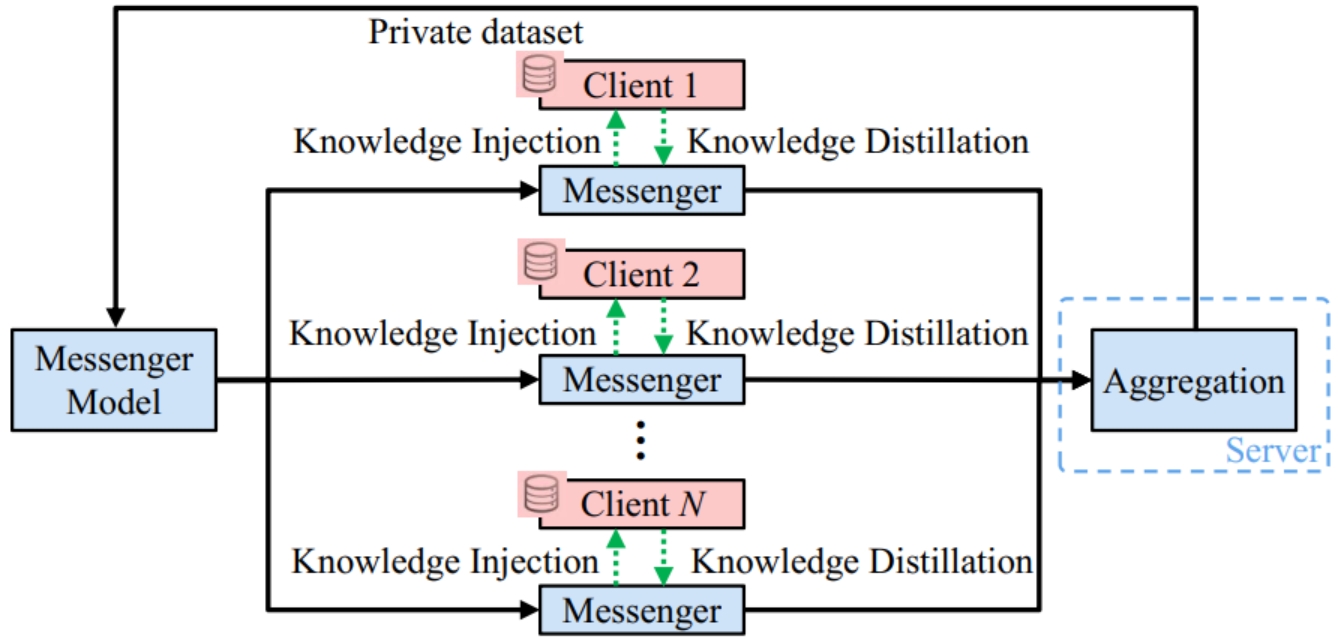 Private dataset
Client 1
Knowledge Injection
Knowledge Distillation
Messenger
Client 2
Knowledge Injection
Knowledge Distillation
Messenger
Messenger
Model
Aggregation
Server
Client N
Knowledge Injection
Knowledge Distillation
Messenger